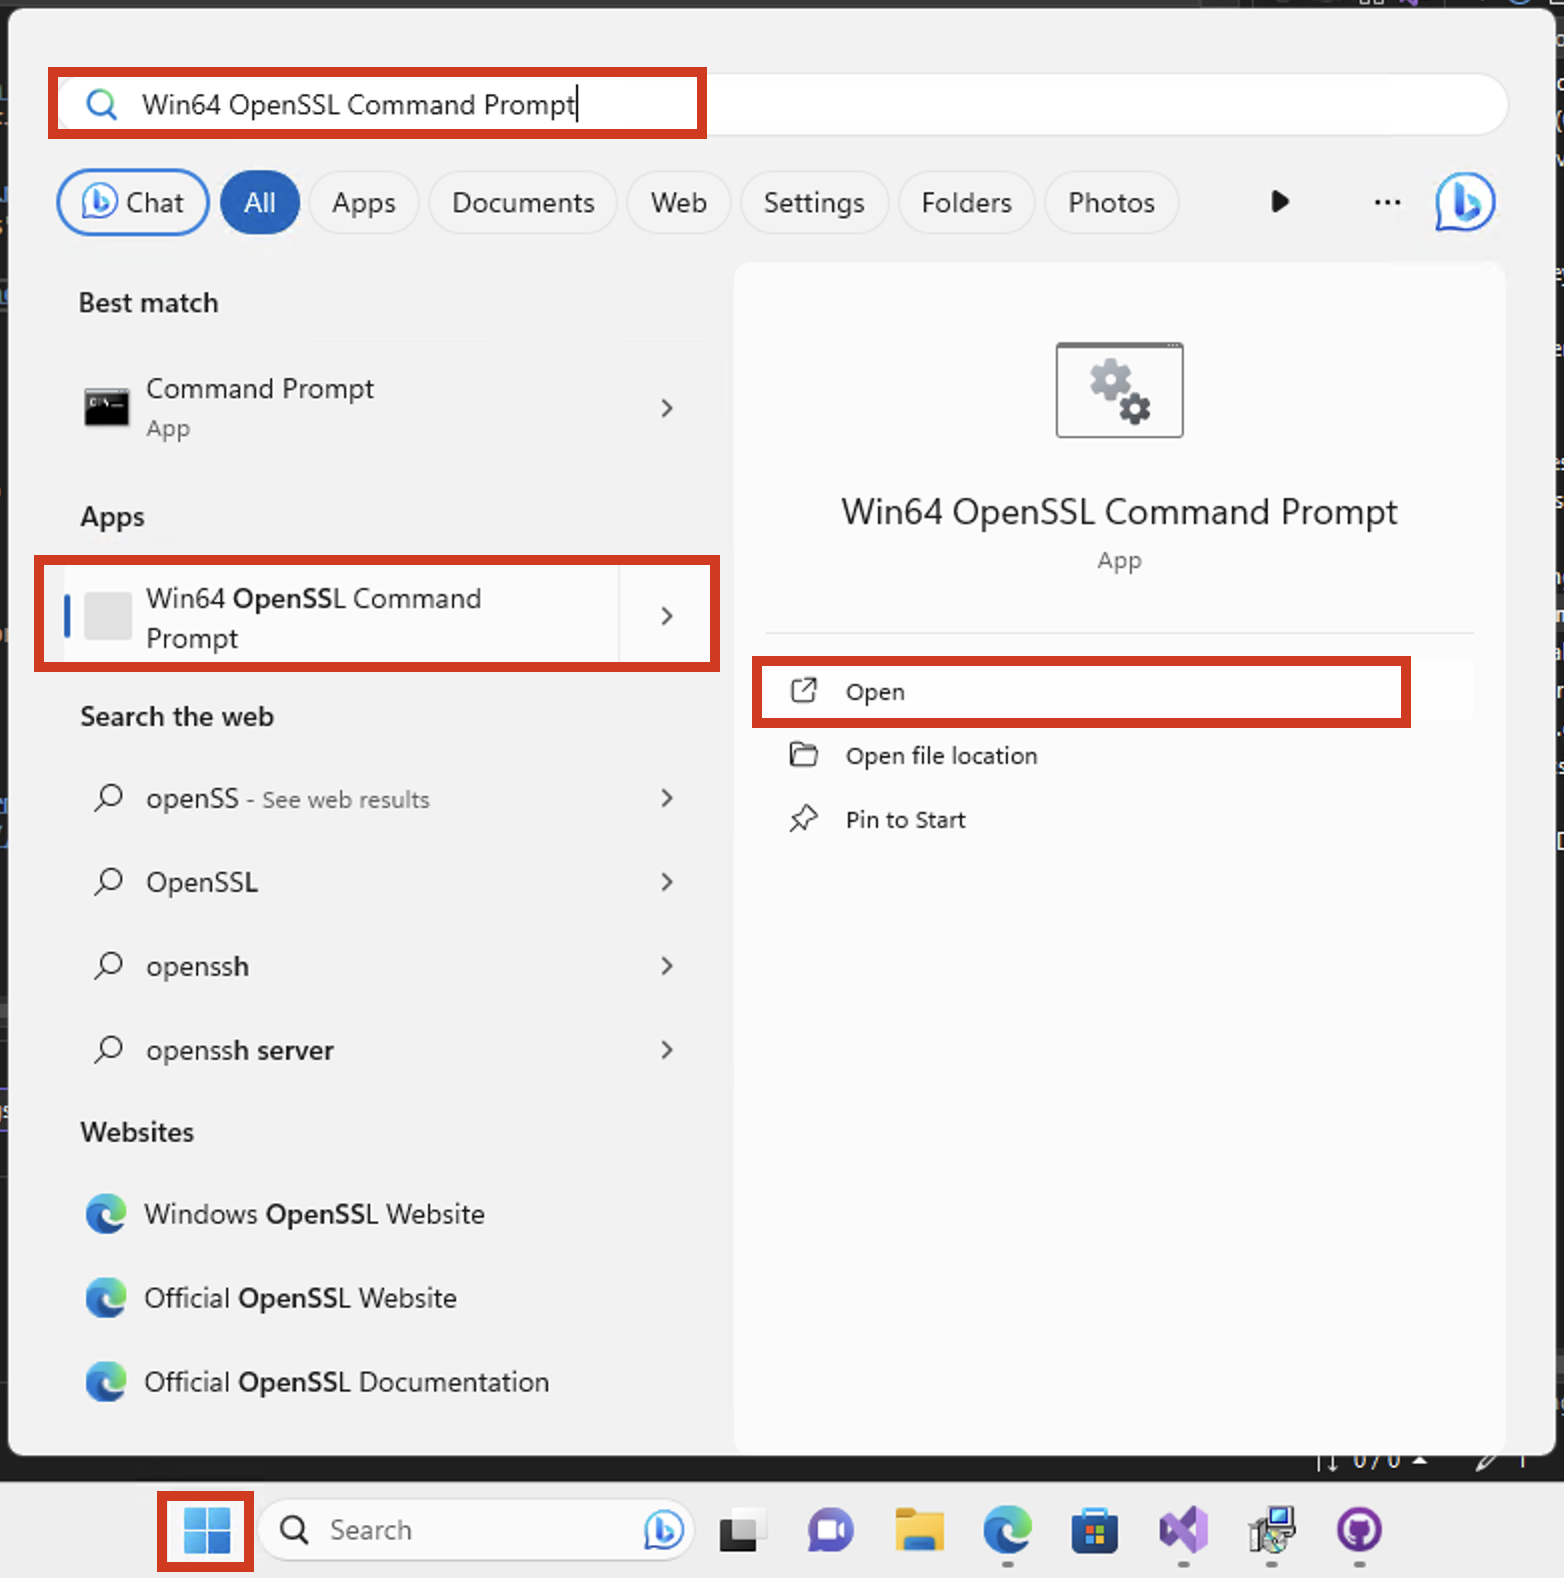 Win64 OpenSSL Command Prompt
Chat All Apps Documents Web Settings Folders Photos ...
Best match
Command Prompt
App
Apps
Win64 OpenSSL Command
Prompt
Search the web
openSS - See web results
OpenSSL
openssh
openssh server
Websites
Windows OpenSSL Website
Official OpenSSL Website
Official OpenSSL Documentation
Win64 OpenSSL Command Prompt
App
Open
Open file location
Pin to Start
0 / 0
Search